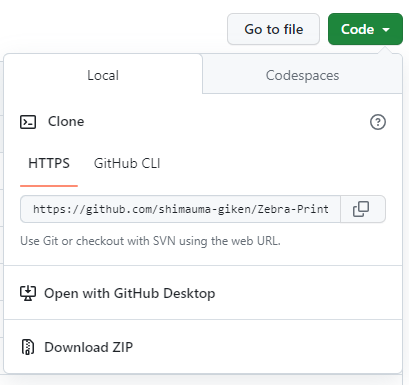 Go to file
Code
Local
Codespaces
Clone
HTTPS
GitHub CLI
https://github.com/shimauma-giken/Zebra-Print
Use Git or checkout with SVN using the web URL.
Open with GitHub Desktop
Download ZIP